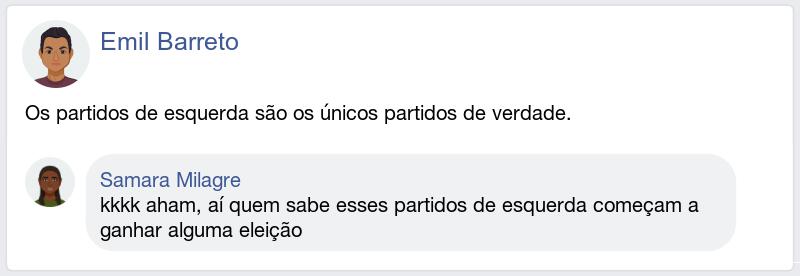 Emil Barreto
Os partidos de esquerda são os únicos partidos de verdade.
Samara Milagre
kkkk aham, aí quem sabe esses partidos de esquerda começam a
ganhar alguma eleição